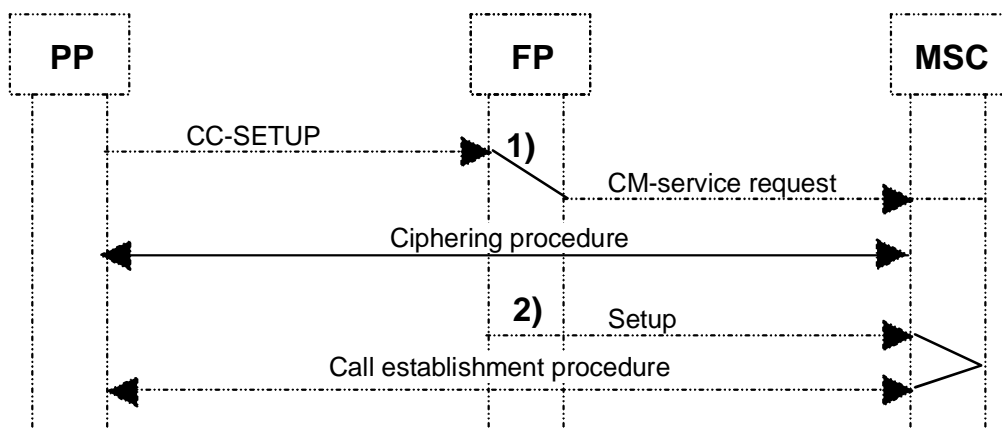 PP
FP
MSC
CC-SETUP
1)
CM-service request
Ciphering procedure
2)
Setup
Call establishment procedure